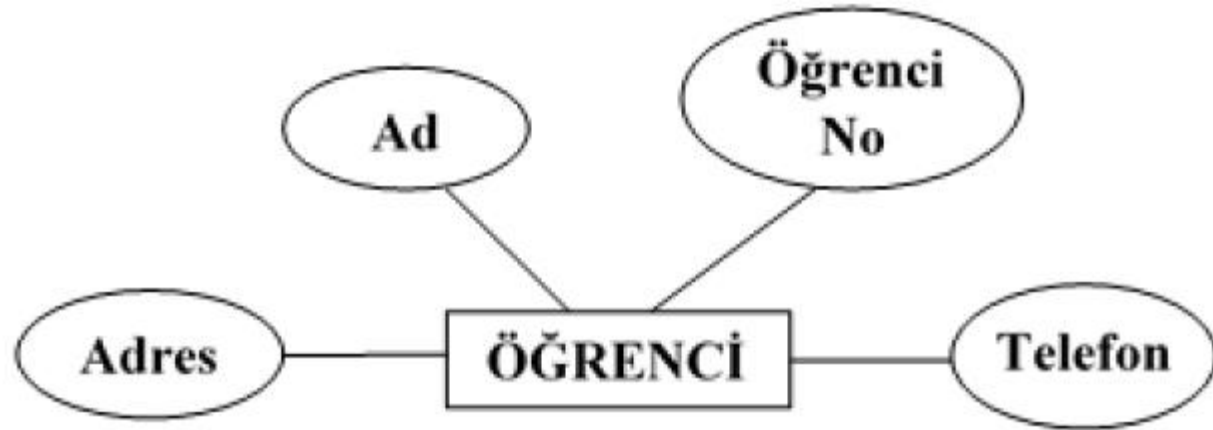 Ad
Öğrenci
No
Adres
ÖĞRENCİ
Telefon